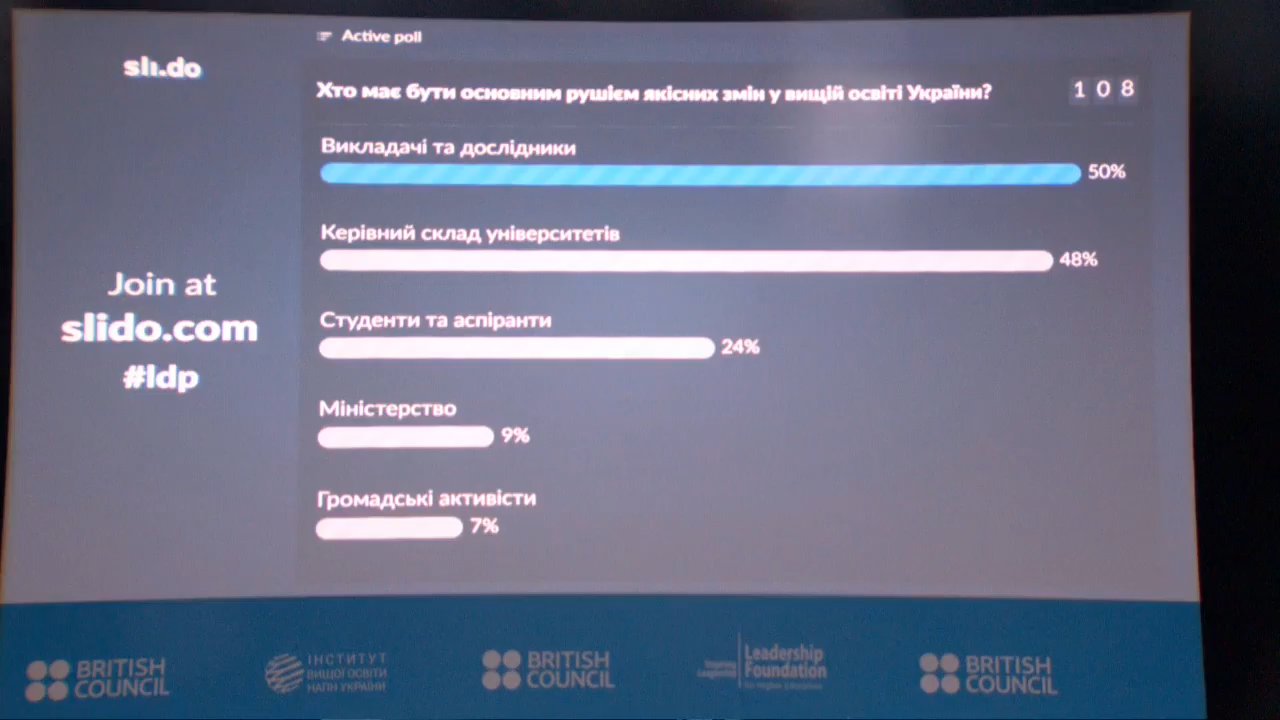 sli.do
Active poll
Хто має бути основним рушієм якісних змін у вищій освіті України?
108
Викладачі та дослідники
50%
Керівний склад університетів
48%
Студенти та аспіранти
24%
Міністерство
9%
Громадські активісти
7%
Join at
slido.com
#ldp
BRITISH
COUNCIL
ІНСТИТУТ
ВИЩОЇ ОСВІТИ
НАПН УКРАЇНИ
BRITISH
COUNCIL
Leadership
Foundation
for Higher Education
BRITISH
COUNCIL